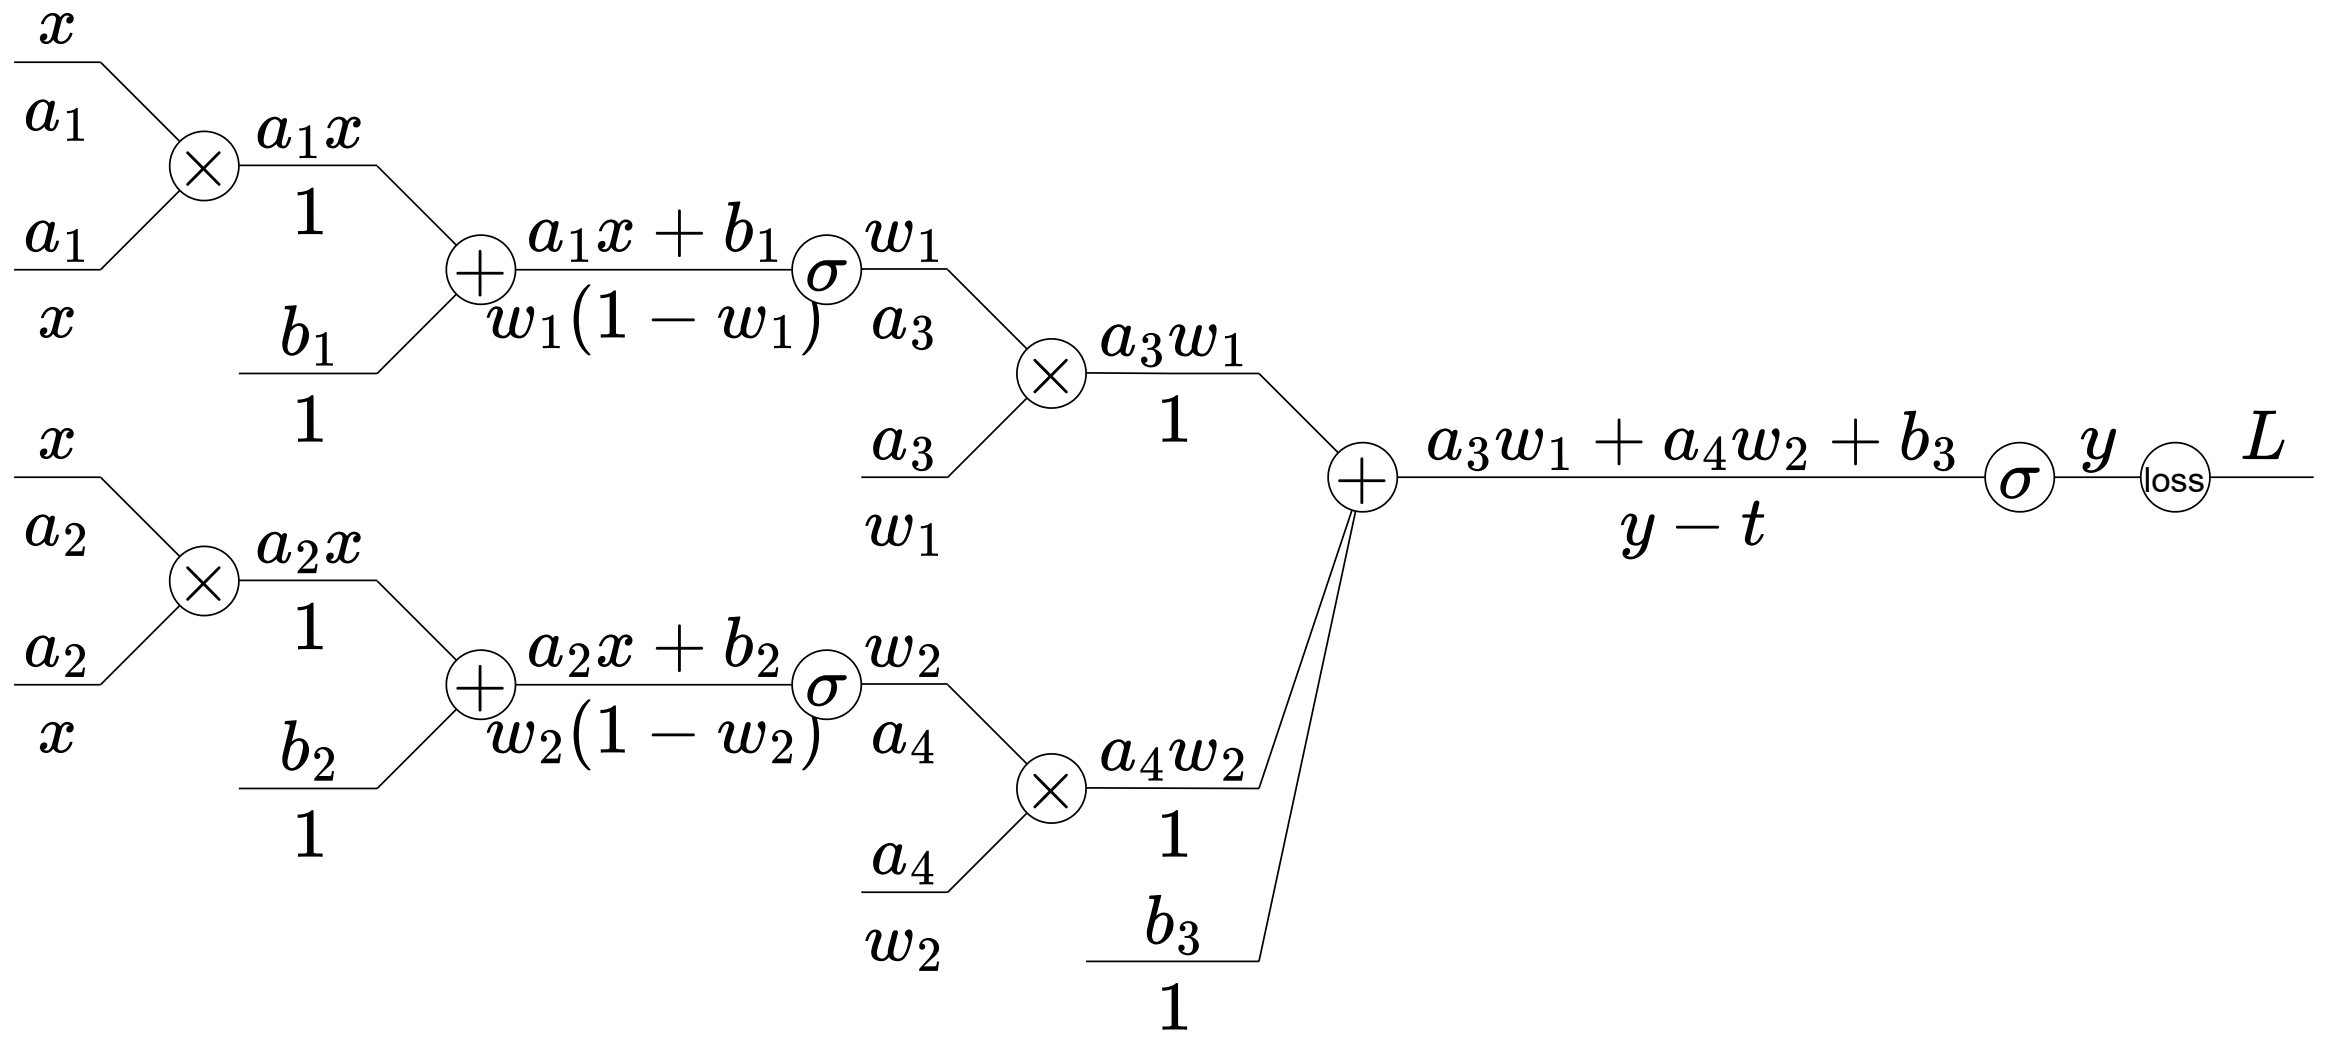 x
a₁
a₁x
1
a₁
x
a₁x + b₁
w₁(1 − w₁)
b₁
1
σ
w₁
a₃
a₃w₁
1
a₃
w₁
x
a₂
a₂x
1
a₂
x
a₂x + b₂
w₂(1 − w₂)
b₂
1
σ
w₂
a₄
a₄w₂
1
a₄
w₂
b₃
1
a₃w₁ + a₄w₂ + b₃
y − t
σ
y
loss
L
×
×
×
×
+
+
+